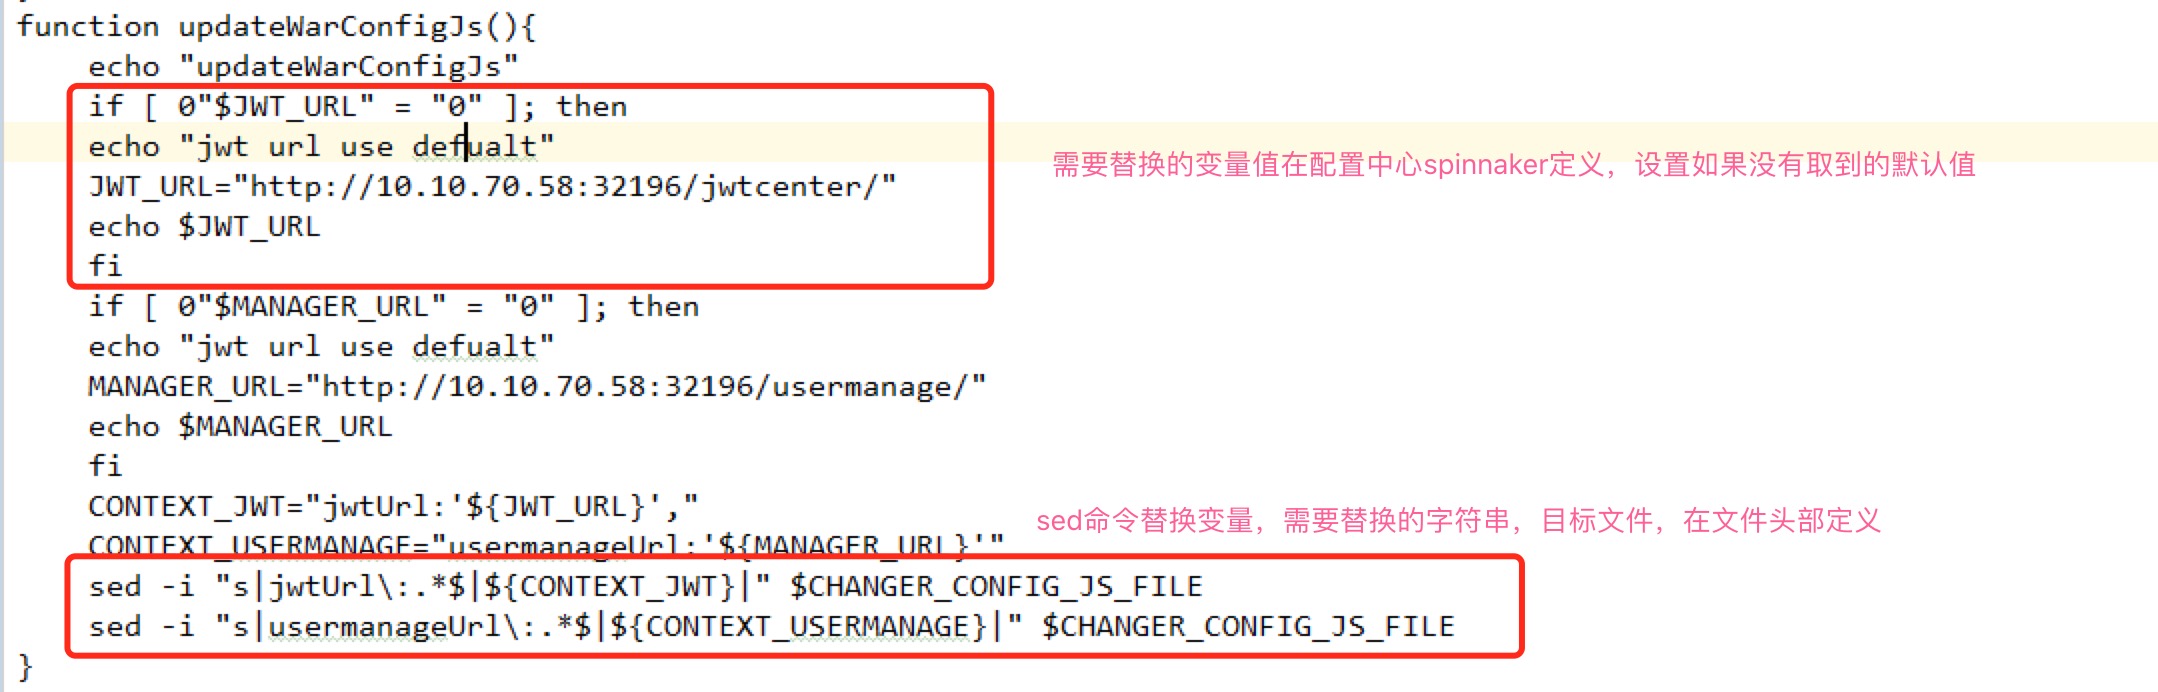 function updateWarConfigJs(){
echo "updateWarConfigJs"
if [ 0"$JWT_URL" = "0" ]; then
echo "jwt url use defualt"
需要替换的变量值在配置中心spinnaker定义，设置如果没有取到的默认值
JWT_URL="http://10.10.70.58:32196/jwtcenter/"
echo $JWT_URL
fi
if [ 0"$MANAGER_URL" = "0" ]; then
echo "jwt url use defualt"
MANAGER_URL="http://10.10.70.58:32196/usermanage/"
echo $MANAGER_URL
fi
CONTEXT_JWT="jwtUrl:'${JWT_URL}',"
sed命令替换变量，需要替换的字符串，目标文件，在文件头部定义
CONTEXT_USERMANAGE="usermanageUrl:'${MANAGER_URL}'"
sed -i "s|jwtUrl\:.*$|${CONTEXT_JWT}|" $CHANGER_CONFIG_JS_FILE
sed -i "s|usermanageUrl\:.*$|${CONTEXT_USERMANAGE}|" $CHANGER_CONFIG_JS_FILE
}